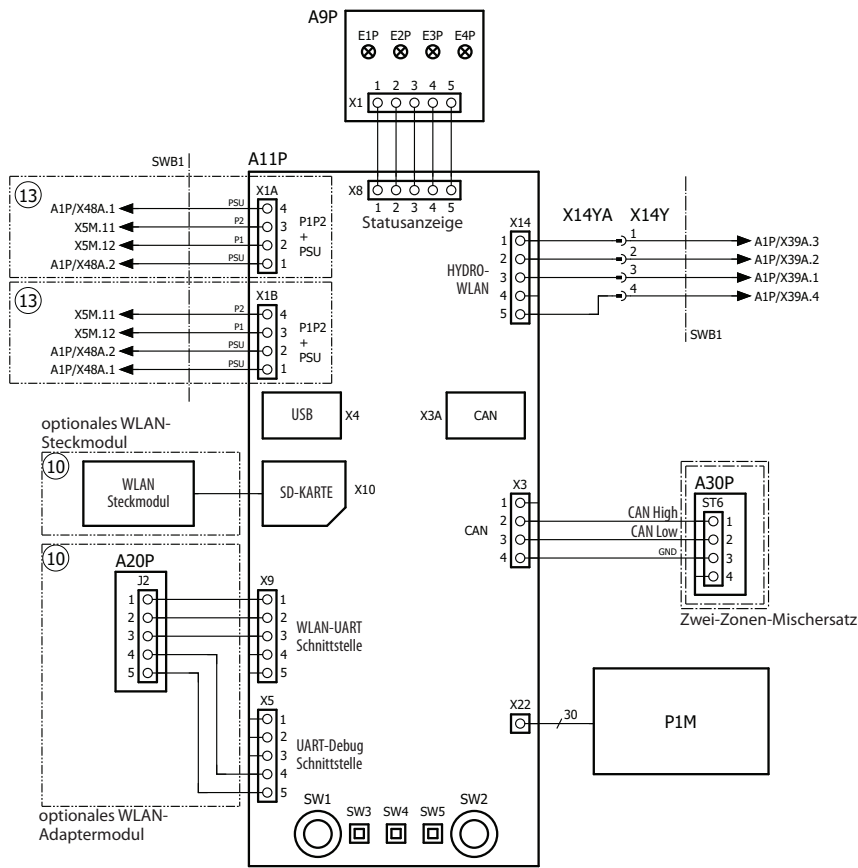 A9P
E1P E2P E3P E4P
1 2 3 4 5
X1
SWB1
A11P
13
X1A
A1P/X48A.1 PSU 4
X5M.11 P2 3
X5M.12 P1 2
A1P/X48A.2 PSU 1
P1P2
+
PSU
X8
1 2 3 4 5
Statusanzeige
X14 X14YA X14Y
1 1 A1P/X39A.3
2 2 A1P/X39A.2
3 3 A1P/X39A.1
4 4 A1P/X39A.4
5
HYDRO-
WLAN
SWB1
13
X1B
X5M.11 P2 4
X5M.12 P1 3
A1P/X48A.2 PSU 2
A1P/X48A.1 PSU 1
P1P2
+
PSU
USB X4
X3A CAN
optionales WLAN-
Steckmodul
10
WLAN
Steckmodul
SD-KARTE X10
X3
1
2
3
4
CAN
CAN High
CAN Low
GND
A30P
ST6
1
2
3
4
Zwei-Zonen-Mischersatz
10
A20P
J2
1
2
3
4
5
X9
1
2
3
4
5
WLAN-UART
Schnittstelle
X5
1
2
3
4
5
UART-Debug
Schnittstelle
X22
30
P1M
SW1 SW3 SW4 SW5 SW2
optionales WLAN-
Adaptermodul